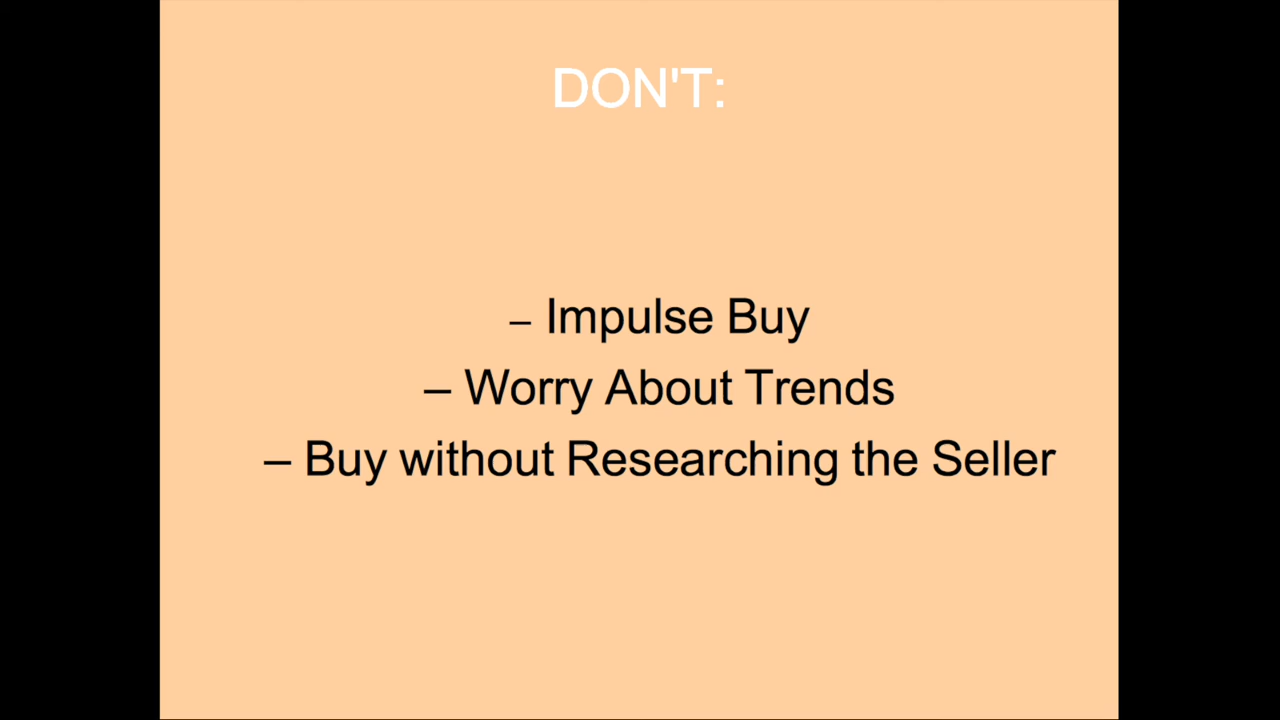 DON'T:
– Impulse Buy
– Worry About Trends
– Buy without Researching the Seller